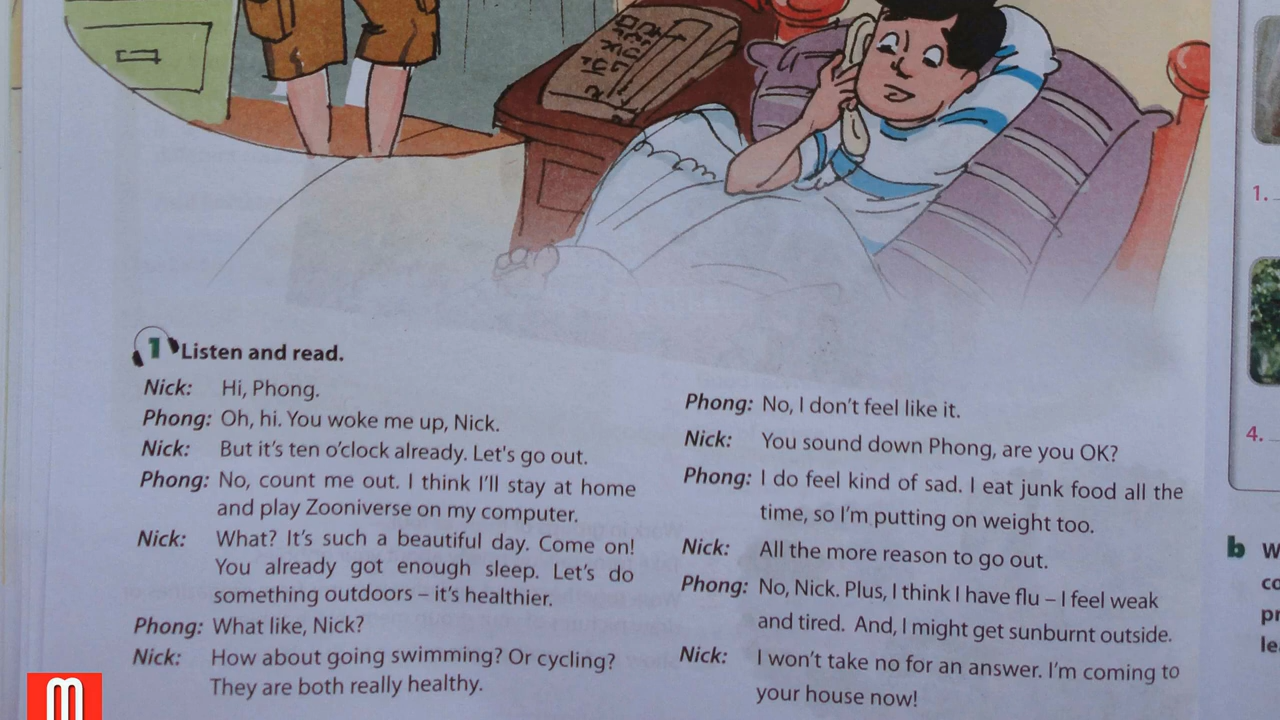 1 Listen and read.
Nick: Hi, Phong.
Phong: Oh, hi. You woke me up, Nick.
Nick: But it's ten o'clock already. Let's go out.
Phong: No, count me out. I think I'll stay at home
and play Zooniverse on my computer.
Nick: What? It's such a beautiful day. Come on!
You already got enough sleep. Let's do
something outdoors – it's healthier.
Phong: What like, Nick?
Nick: How about going swimming? Or cycling?
They are both really healthy.
Phong: No, I don't feel like it.
Nick: You sound down Phong, are you OK?
Phong: I do feel kind of sad. I eat junk food all the
time, so I'm putting on weight too.
Nick: All the more reason to go out.
Phong: No, Nick. Plus, I think I have flu – I feel weak
and tired. And, I might get sunburnt outside.
Nick: I won't take no for an answer. I'm coming to
your house now!
1.
4.
b
M